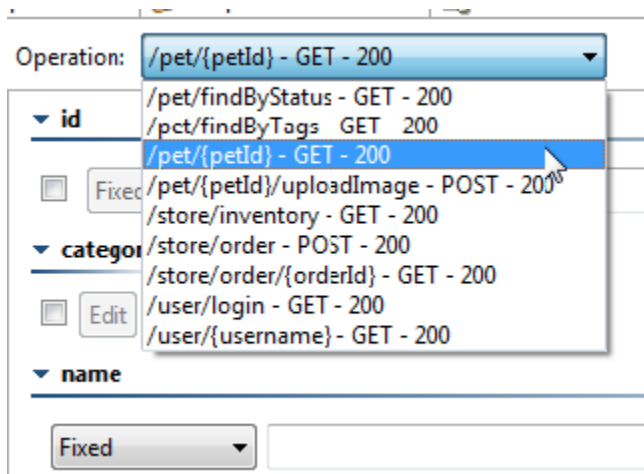 Operation: /pet/{petId} - GET - 200
/pet/findByStatus - GET - 200
/pet/findByTags GET 200
/pet/{petId} - GET - 200
/pet/{petId}/uploadImage - POST - 200
/store/inventory - GET - 200
/store/order - POST - 200
/store/order/{orderId} - GET - 200
/user/login - GET - 200
/user/{username} - GET - 200
id
Fixed
categor
Edit
name
Fixed